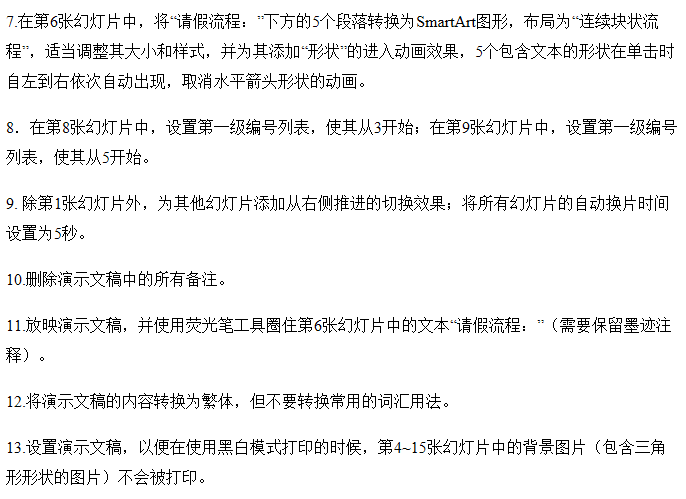 7.在第6张幻灯片中，将“请假流程：”下方的5个段落转换为SmartArt图形，布局为“连续块状流
程”，适当调整其大小和样式，并为其添加“形状”的进入动画效果，5个包含文本的形状在单击时
自左到右依次自动出现，取消水平箭头形状的动画。
8．在第8张幻灯片中，设置第一级编号列表，使其从3开始；在第9张幻灯片中，设置第一级编号
列表，使其从5开始。
9. 除第1张幻灯片外，为其他幻灯片添加从右侧推进的切换效果；将所有幻灯片的自动换片时间
设置为5秒。
10.删除演示文稿中的所有备注。
11.放映演示文稿，并使用荧光笔工具圈住第6张幻灯片中的文本“请假流程：”（需要保留墨迹注
释）。
12.将演示文稿的内容转换为繁体，但不要转换常用的词汇用法。
13.设置演示文稿，以便在使用黑白模式打印的时候，第4~15张幻灯片中的背景图片（包含三角
形形状的图片）不会被打印。